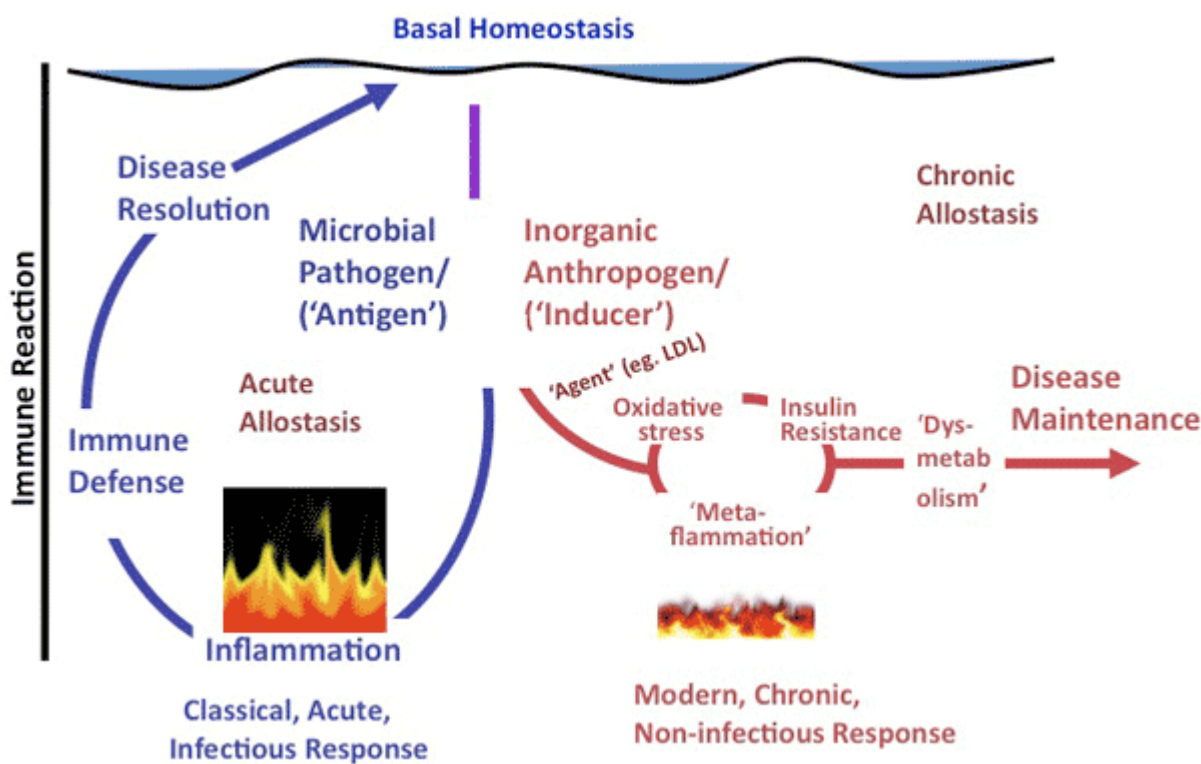 Basal Homeostasis
Immune Reaction
Disease
Resolution
Microbial
Pathogen/
(‘Antigen’)
Inorganic
Anthropogen/
(‘Inducer’)
Chronic
Allostasis
Acute
Allostasis
Immune
Defense
Inflammation
Classical, Acute,
Infectious Response
‘Agent’ (eg. LDL)
Oxidative
stress
Insulin
Resistance
‘Meta-
flammation’
‘Dys-
metab
olism’
Disease
Maintenance
Modern, Chronic,
Non-infectious Response